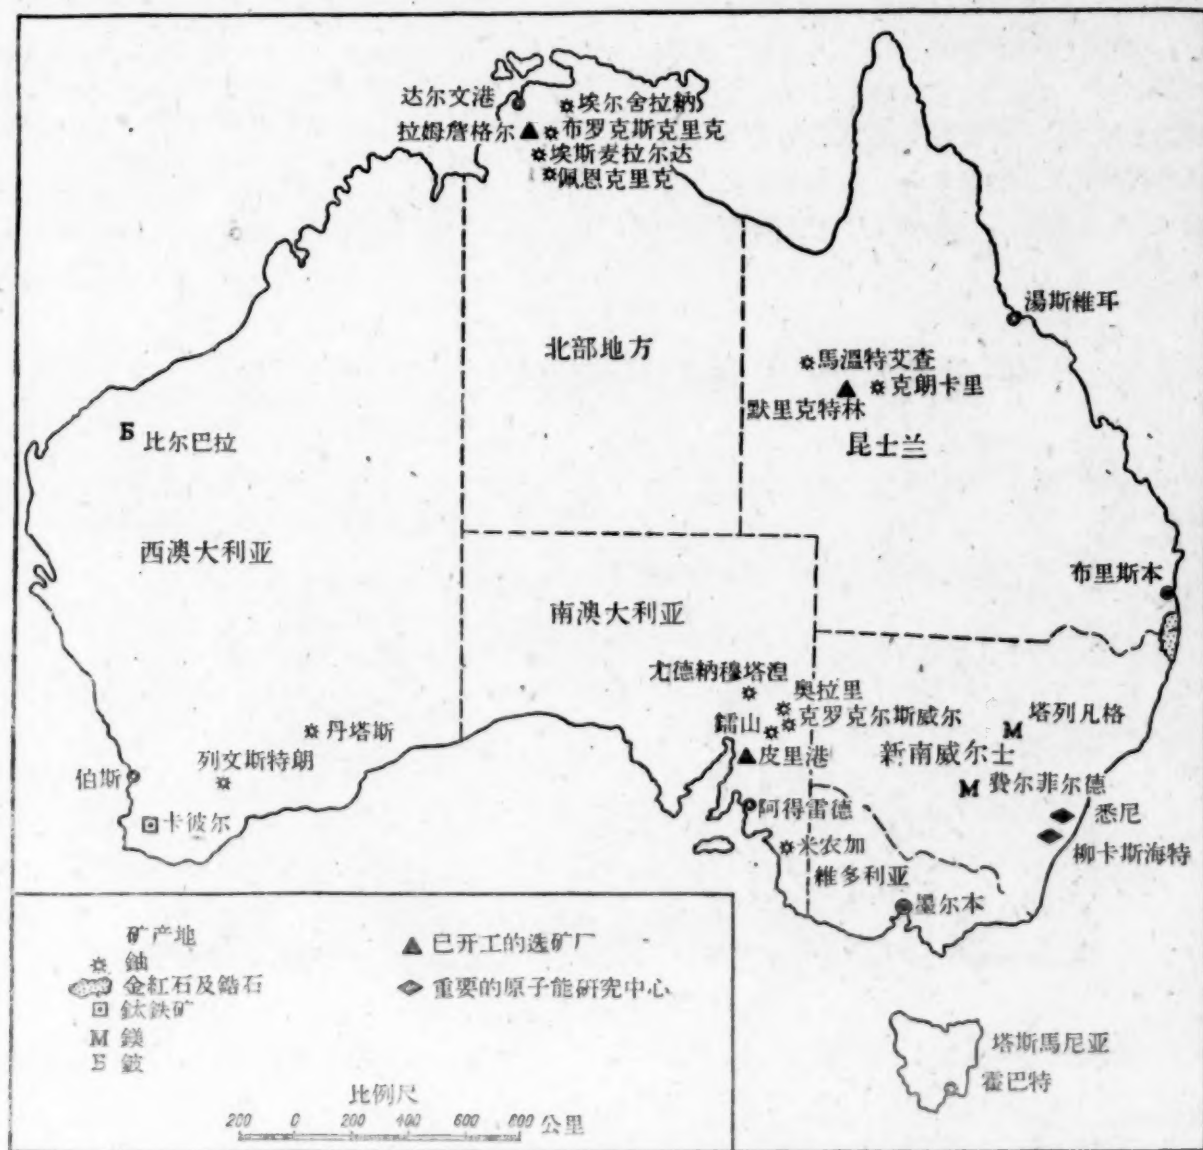 达尔文港
埃尔舍拉納
拉姆詹格尔
布罗克斯克里克
埃斯麦拉尔达
佩恩克里克
湯斯維耳
北部地方
馬溫特艾查
克朗卡里
默里克特林
昆士兰
Б 比尔巴拉
西澳大利亚
布里斯本
南澳大利亚
尤德納穆塔湟
奥拉里
克罗克尔斯威尔
鐳山
塔列凡格
M
丹塔斯
列文斯特朗
皮里港
新南威尔士
伯斯
M 費尔菲尔德
阿得雷德
悉尼
卡彼尔
柳卡斯海特
米农加
維多利亚
墨尔本
矿产地
鈾
金紅石及鋯石
鈦鉄矿
M 鎂
Б 鈹
已开工的选矿厂
重要的原子能研究中心
比例尺
200 0 200 400 600 800 公里
塔斯馬尼亚
霍巴特